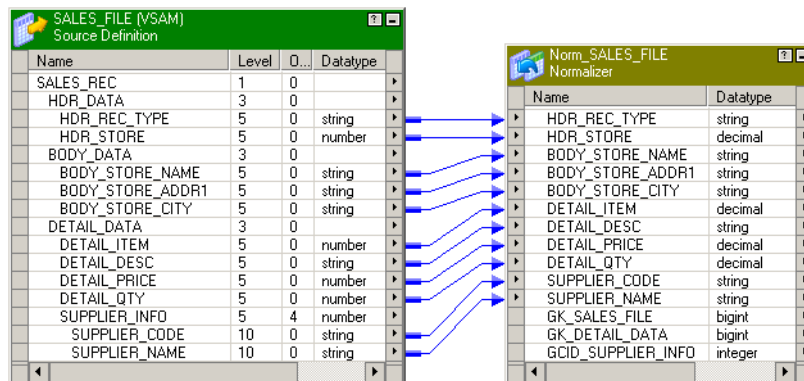 SALES_FILE (VSAM)
Source Definition
Name Level O... Datatype
SALES_REC 1 0
HDR_DATA 3 0
HDR_REC_TYPE 5 0 string
HDR_STORE 5 0 number
BODY_DATA 3 0
BODY_STORE_NAME 5 0 string
BODY_STORE_ADDR1 5 0 string
BODY_STORE_CITY 5 0 string
DETAIL_DATA 3 0
DETAIL_ITEM 5 0 number
DETAIL_DESC 5 0 string
DETAIL_PRICE 5 0 number
DETAIL_QTY 5 0 number
SUPPLIER_INFO 5 4 number
SUPPLIER_CODE 10 0 string
SUPPLIER_NAME 10 0 string
Norm_SALES_FILE
Normalizer
Name Datatype
HDR_REC_TYPE string
HDR_STORE decimal
BODY_STORE_NAME string
BODY_STORE_ADDR1 string
BODY_STORE_CITY string
DETAIL_ITEM decimal
DETAIL_DESC string
DETAIL_PRICE decimal
DETAIL_QTY decimal
SUPPLIER_CODE string
SUPPLIER_NAME string
GK_SALES_FILE bigint
GK_DETAIL_DATA bigint
GCID_SUPPLIER_INFO integer